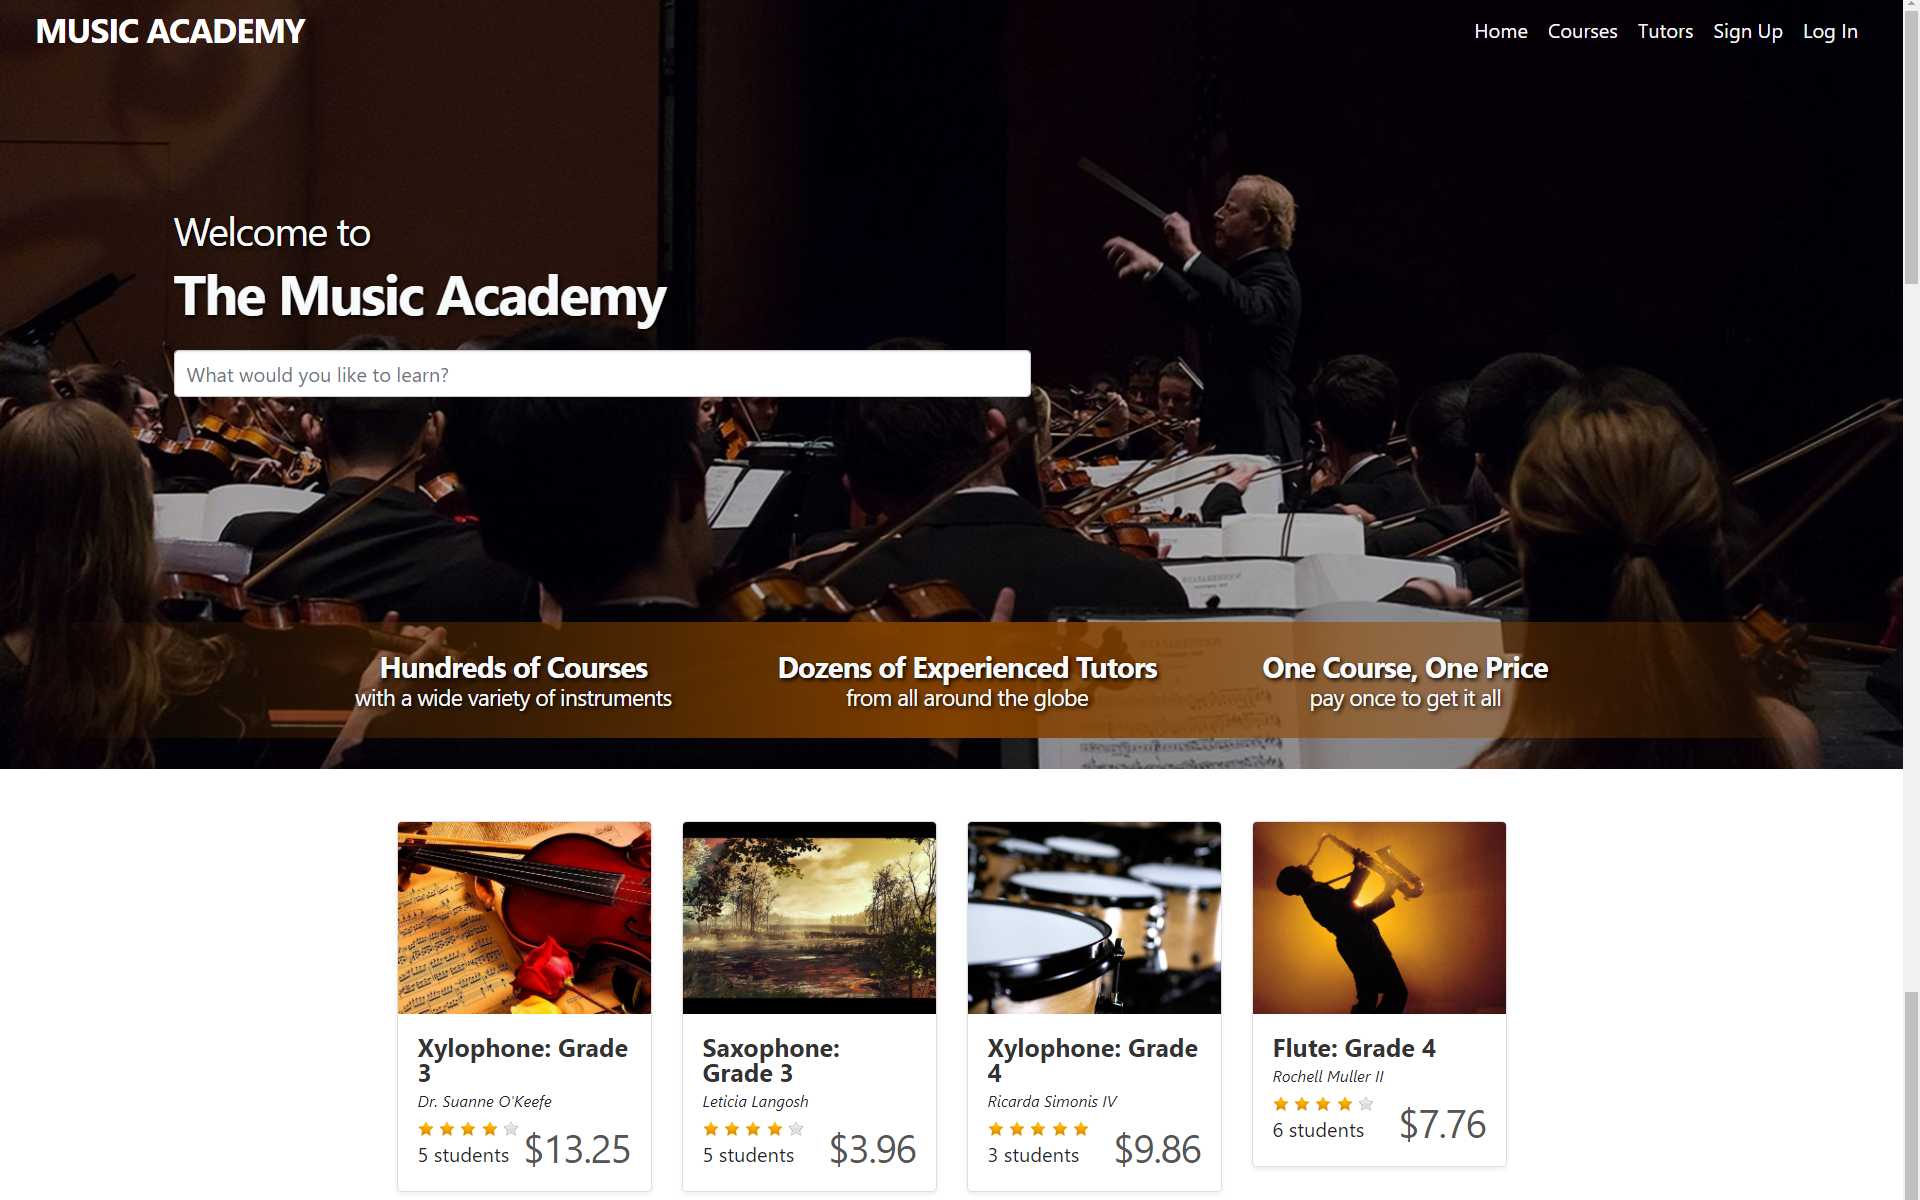 MUSIC ACADEMY
Home Courses Tutors Sign Up Log In
Welcome to
The Music Academy
What would you like to learn?
Hundreds of Courses
with a wide variety of instruments
Dozens of Experienced Tutors
from all around the globe
One Course, One Price
pay once to get it all
Xylophone: Grade
3
Dr. Suanne O'Keefe
5 students
$13.25
Saxophone:
Grade 3
Leticia Langosh
5 students
$3.96
Xylophone: Grade
4
Ricarda Simonis IV
3 students
$9.86
Flute: Grade 4
Rochell Muller II
6 students
$7.76